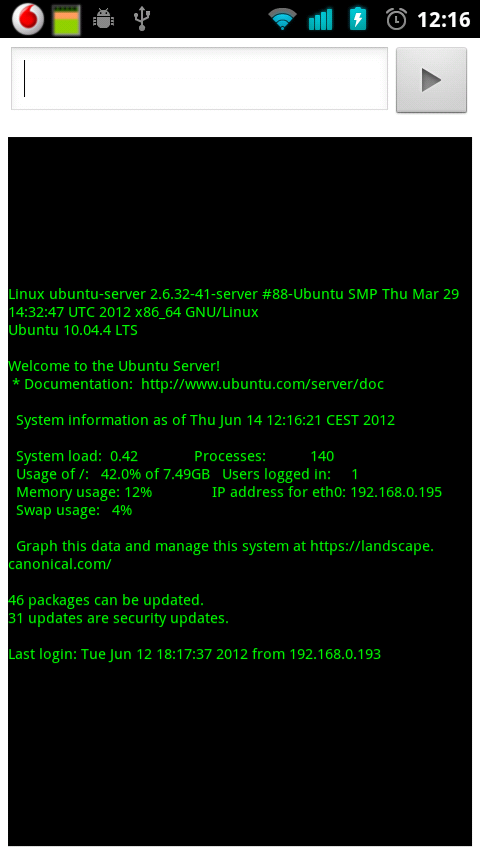 12:16
Linux ubuntu-server 2.6.32-41-server #88-Ubuntu SMP Thu Mar 29
14:32:47 UTC 2012 x86_64 GNU/Linux
Ubuntu 10.04.4 LTS
Welcome to the Ubuntu Server!
* Documentation: http://www.ubuntu.com/server/doc
System information as of Thu Jun 14 12:16:21 CEST 2012
System load: 0.42 Processes: 140
Usage of /: 42.0% of 7.49GB Users logged in: 1
Memory usage: 12% IP address for eth0: 192.168.0.195
Swap usage: 4%
Graph this data and manage this system at https://landscape.
canonical.com/
46 packages can be updated.
31 updates are security updates.
Last login: Tue Jun 12 18:17:37 2012 from 192.168.0.193